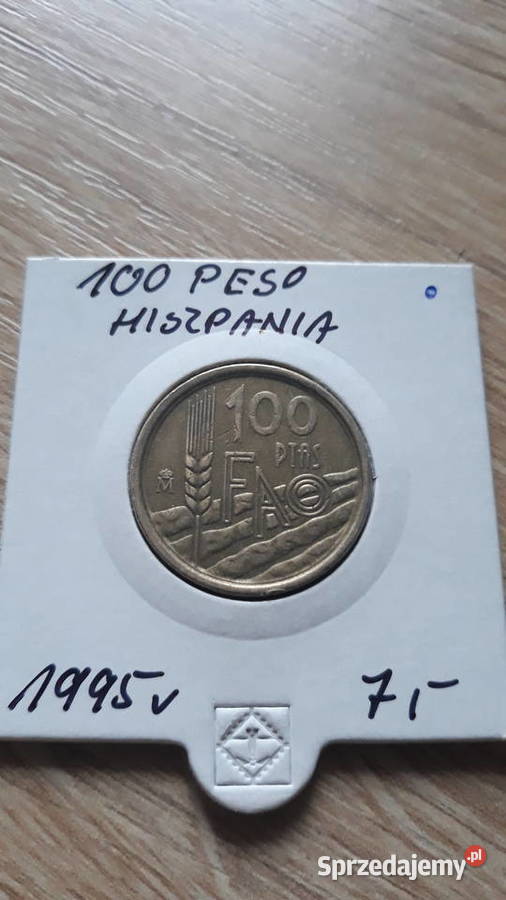 100 PESO
HISZPANIA
100
PTAS
M
FAO
1995r
7,-
Sprzedajemy.pl